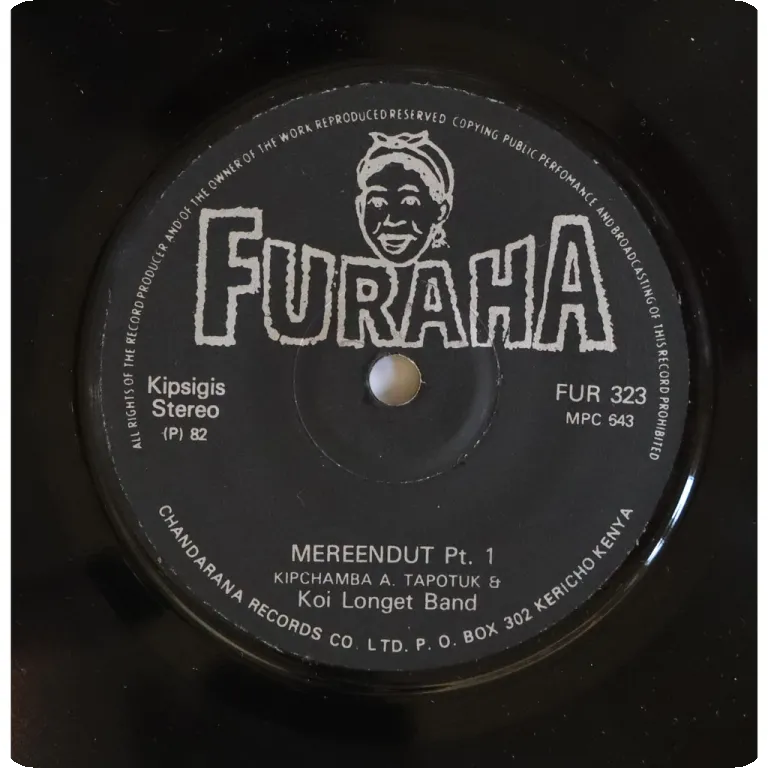 ALL RIGHTS OF THE RECORD PRODUCER AND OF THE OWNER OF THE WORK REPRODUCED RESERVED COPYING PUBLIC PERFOMANCE AND BROADCASTING OF THIS RECORD PROHIBITED
FURAHA
Kipsigis
Stereo
(P) 82
FUR 323
MPC 643
MEREENDUT Pt. 1
KIPCHAMBA A. TAPOTUK &
Koi Longet Band
CHANDARANA RECORDS CO. LTD. P. O. BOX 302 KERICHO KENYA